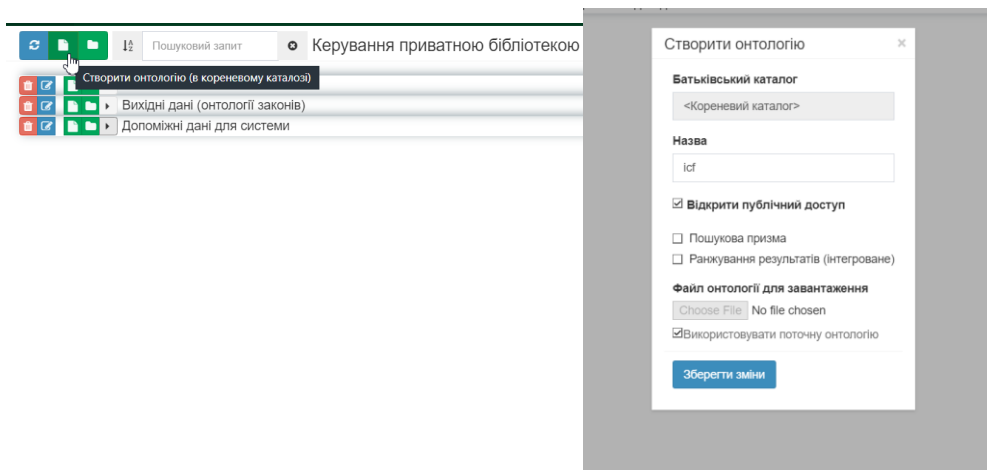 Пошуковий запит
Керування приватною бібліотекою
Створити онтологію (в кореневому каталозі)
Вихідні дані (онтології законів)
Допоміжні дані для системи
Створити онтологію
×
Батьківський каталог
<Кореневий каталог>
Назва
icf
Відкрити публічний доступ
Пошукова призма
Ранжування результатів (інтегроване)
Файл онтології для завантаження
Choose File No file chosen
Використовувати поточну онтологію
Зберегти зміни